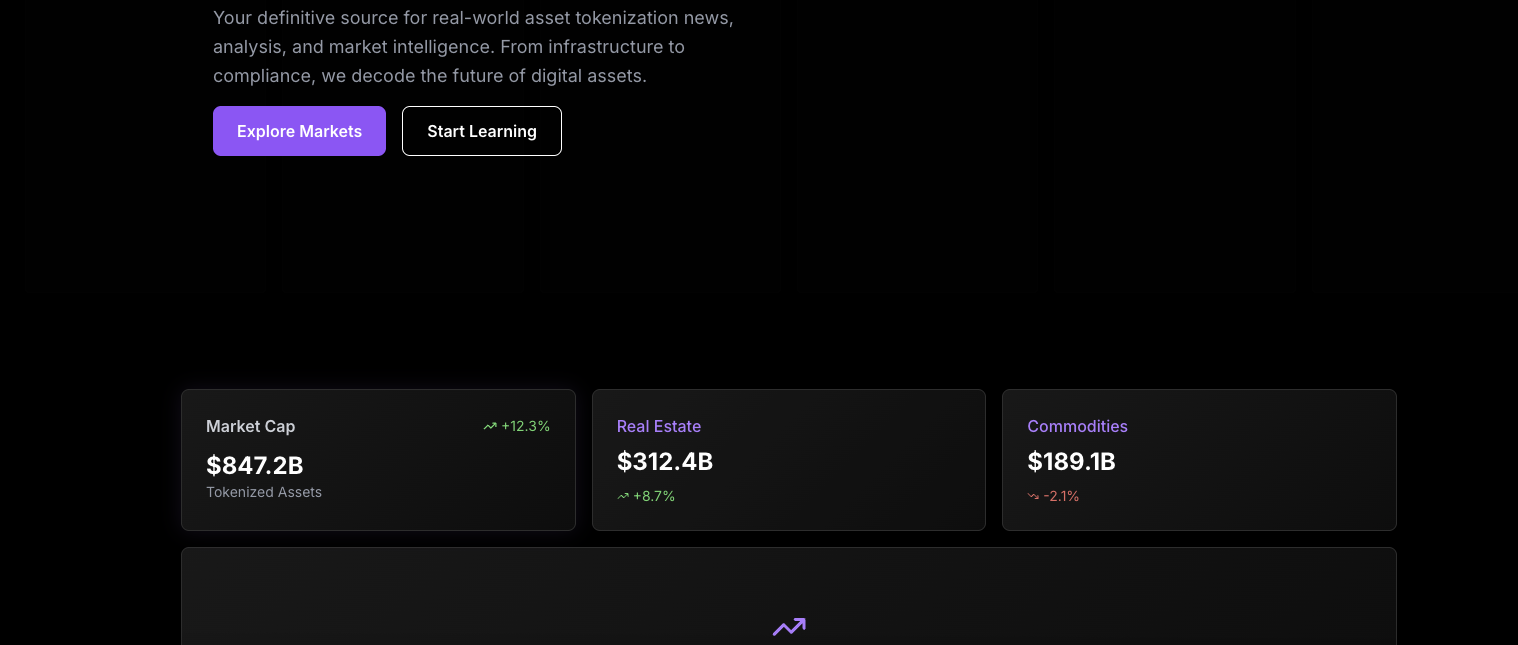 Your definitive source for real-world asset tokenization news,
analysis, and market intelligence. From infrastructure to
compliance, we decode the future of digital assets.
Explore Markets
Start Learning
Market Cap
+12.3%
$847.2B
Tokenized Assets
Real Estate
$312.4B
+8.7%
Commodities
$189.1B
-2.1%